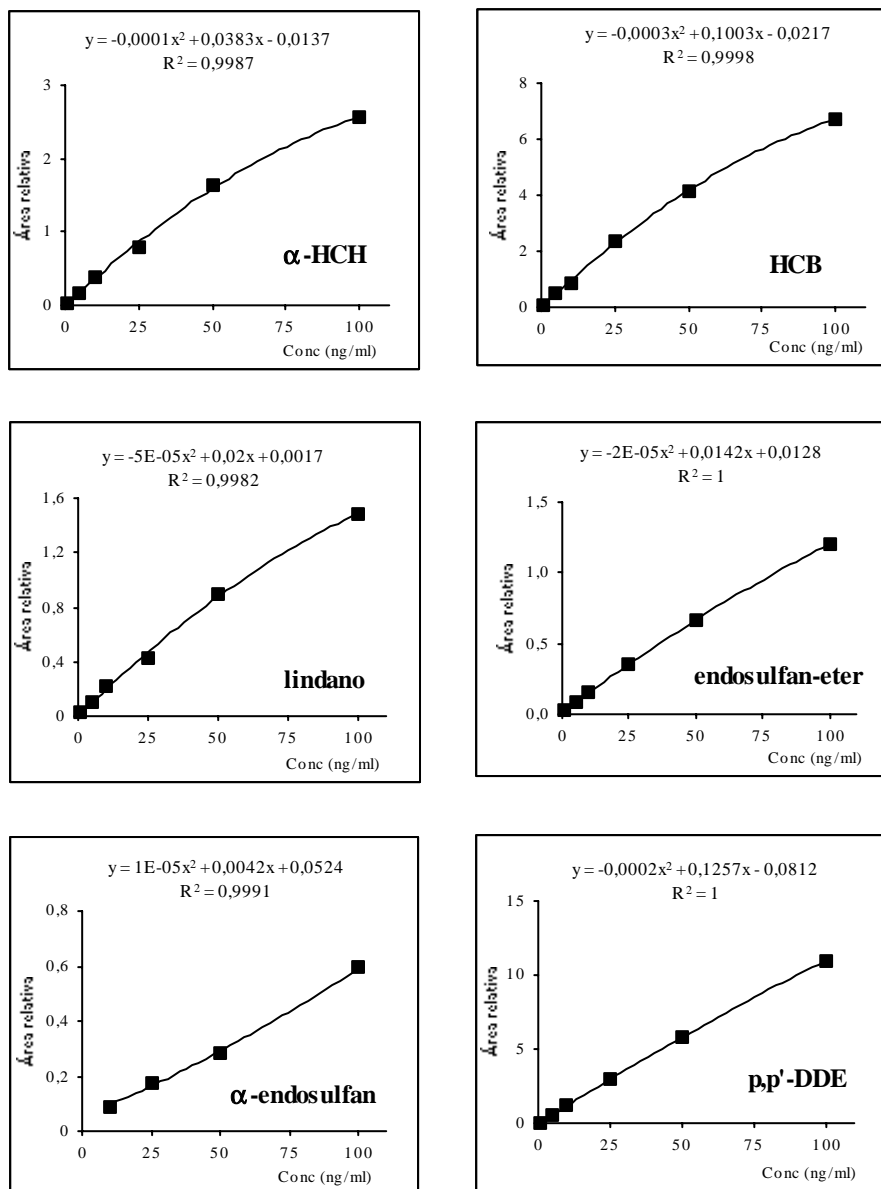 y = -0,0001x² + 0,0383x - 0,0137
R² = 0,9987
3
2
1
0
0 25 50 75 100
Área relativa
α-HCH
Conc (ng/ml)
y = -0,0003x² + 0,1003x - 0,0217
R² = 0,9998
8
6
4
2
0
0 25 50 75 100
Área relativa
HCB
Conc (ng/ml)
y = -5E-05x² + 0,02x + 0,0017
R² = 0,9982
1,6
1,2
0,8
0,4
0
0 25 50 75 100
Área relativa
lindano
Conc (ng/ml)
y = -2E-05x² + 0,0142x + 0,0128
R² = 1
1,5
1,0
0,5
0,0
0 25 50 75 100
Área relativa
endosulfan-eter
Conc (ng/ml)
y = 1E-05x² + 0,0042x + 0,0524
R² = 0,9991
0,8
0,6
0,4
0,2
0
0 25 50 75 100
Área relativa
α-endosulfan
Conc (ng/ml)
y = -0,0002x² + 0,1257x - 0,0812
R² = 1
15
10
5
0
0 25 50 75 100
Área relativa
p,p'-DDE
Conc (ng/ml)